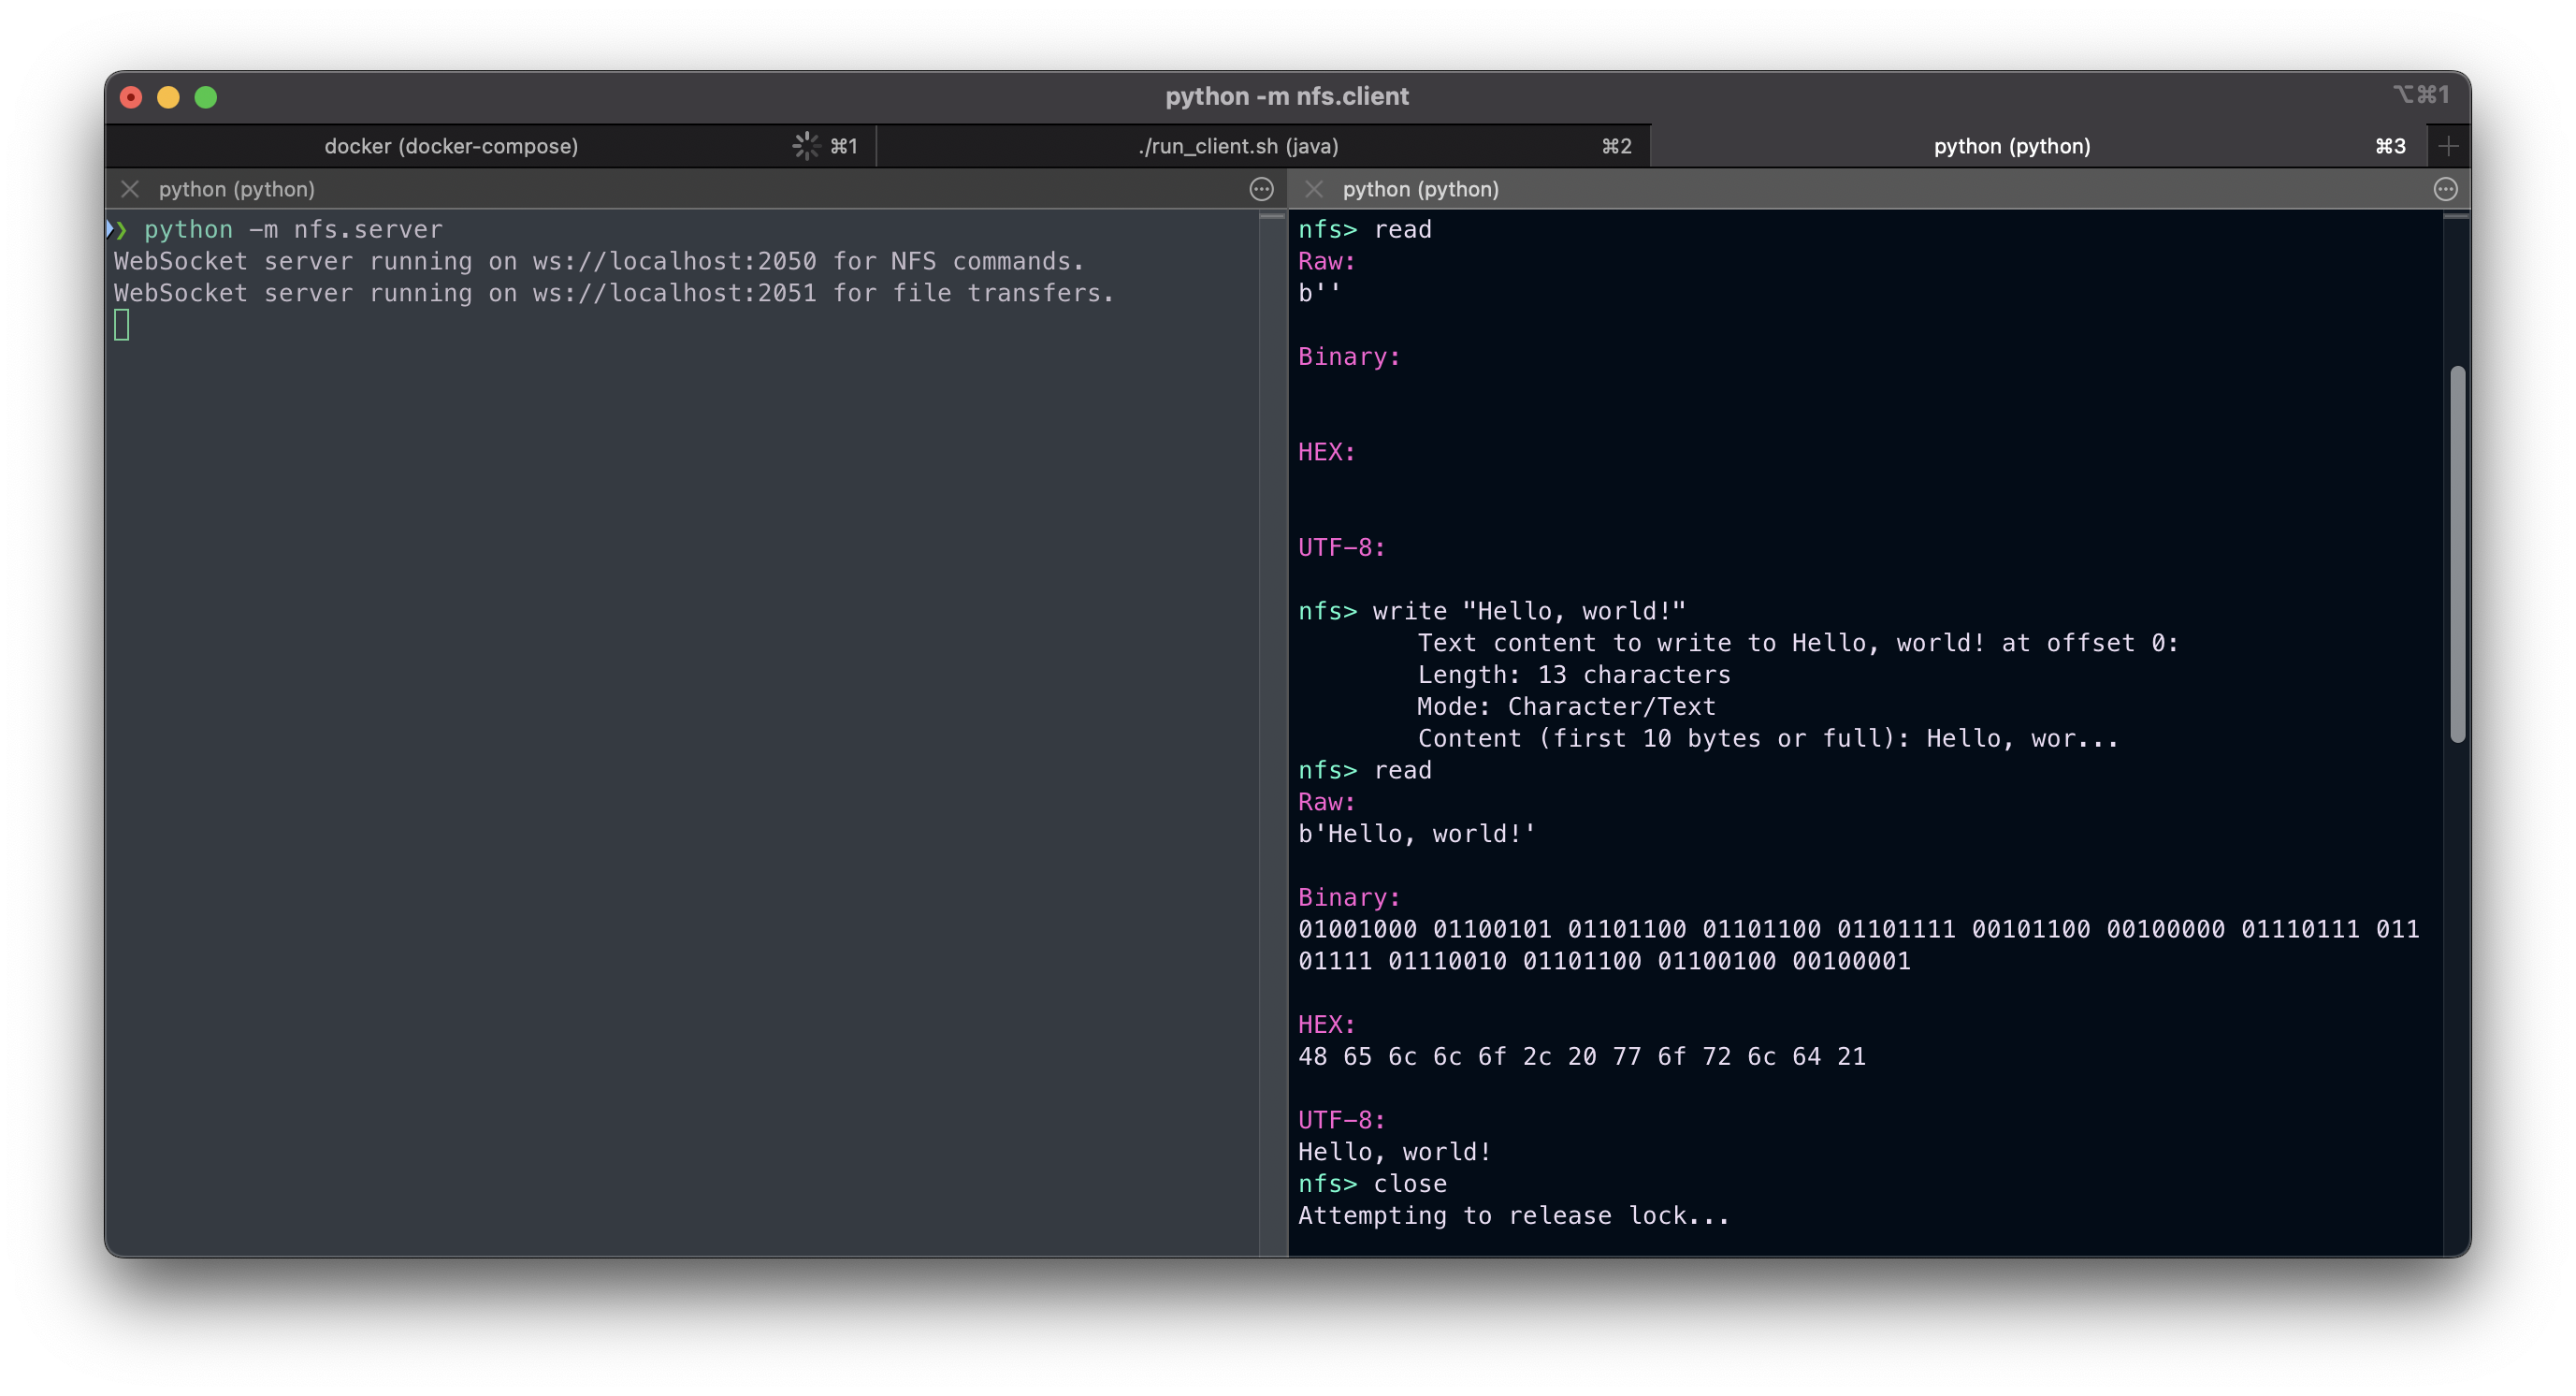 python -m nfs.client
⌥⌘1
docker (docker-compose) ⌘1
./run_client.sh (java) ⌘2
python (python) ⌘3
python (python)
❯ python -m nfs.server
WebSocket server running on ws://localhost:2050 for NFS commands.
WebSocket server running on ws://localhost:2051 for file transfers.
python (python)
nfs> read
Raw:
b''
Binary:
HEX:
UTF-8:
nfs> write "Hello, world!"
Text content to write to Hello, world! at offset 0:
Length: 13 characters
Mode: Character/Text
Content (first 10 bytes or full): Hello, wor...
nfs> read
Raw:
b'Hello, world!'
Binary:
01001000 01100101 01101100 01101100 01101111 00101100 00100000 01110111 011
01111 01110010 01101100 01100100 00100001
HEX:
48 65 6c 6c 6f 2c 20 77 6f 72 6c 64 21
UTF-8:
Hello, world!
nfs> close
Attempting to release lock...